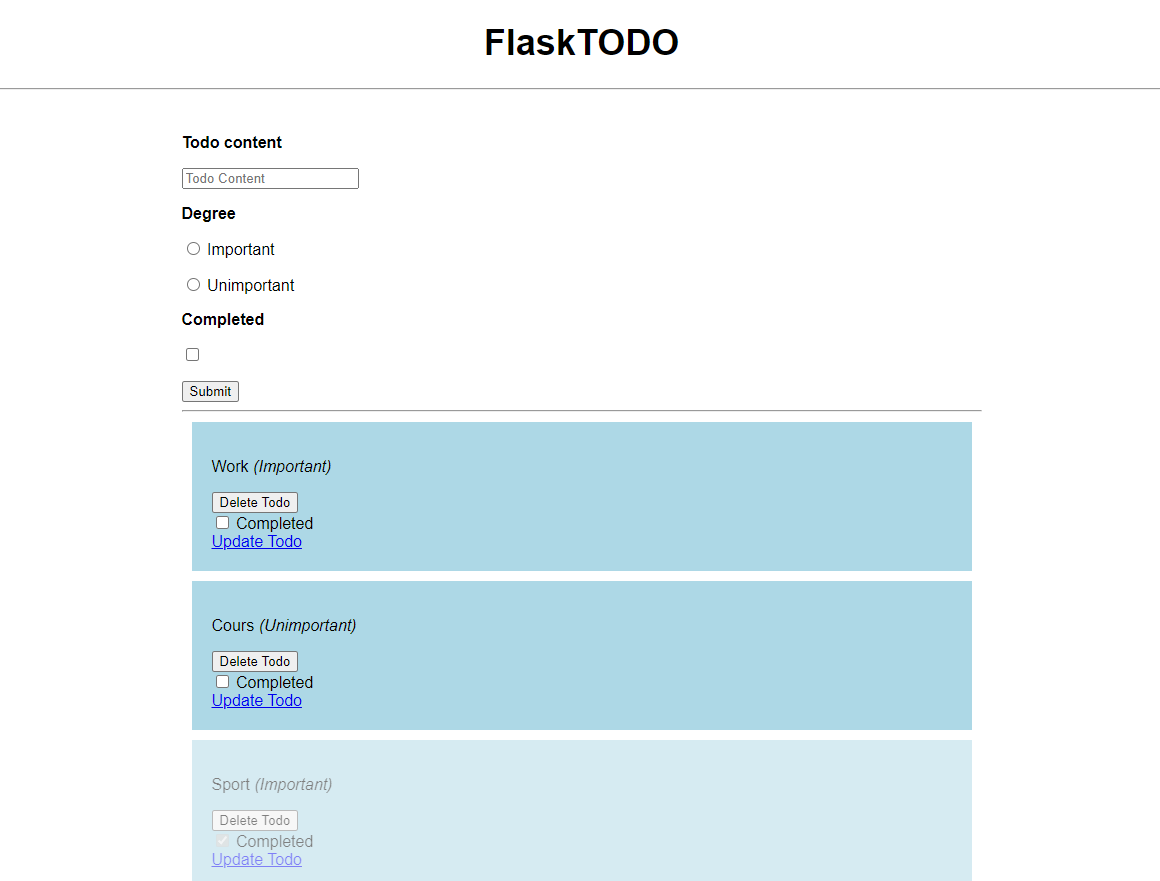 FlaskTODO
Todo content
Todo Content
Degree
Important
Unimportant
Completed
Submit
Work (Important)
Delete Todo
Completed
Update Todo
Cours (Unimportant)
Delete Todo
Completed
Update Todo
Sport (Important)
Delete Todo
Completed
Update Todo